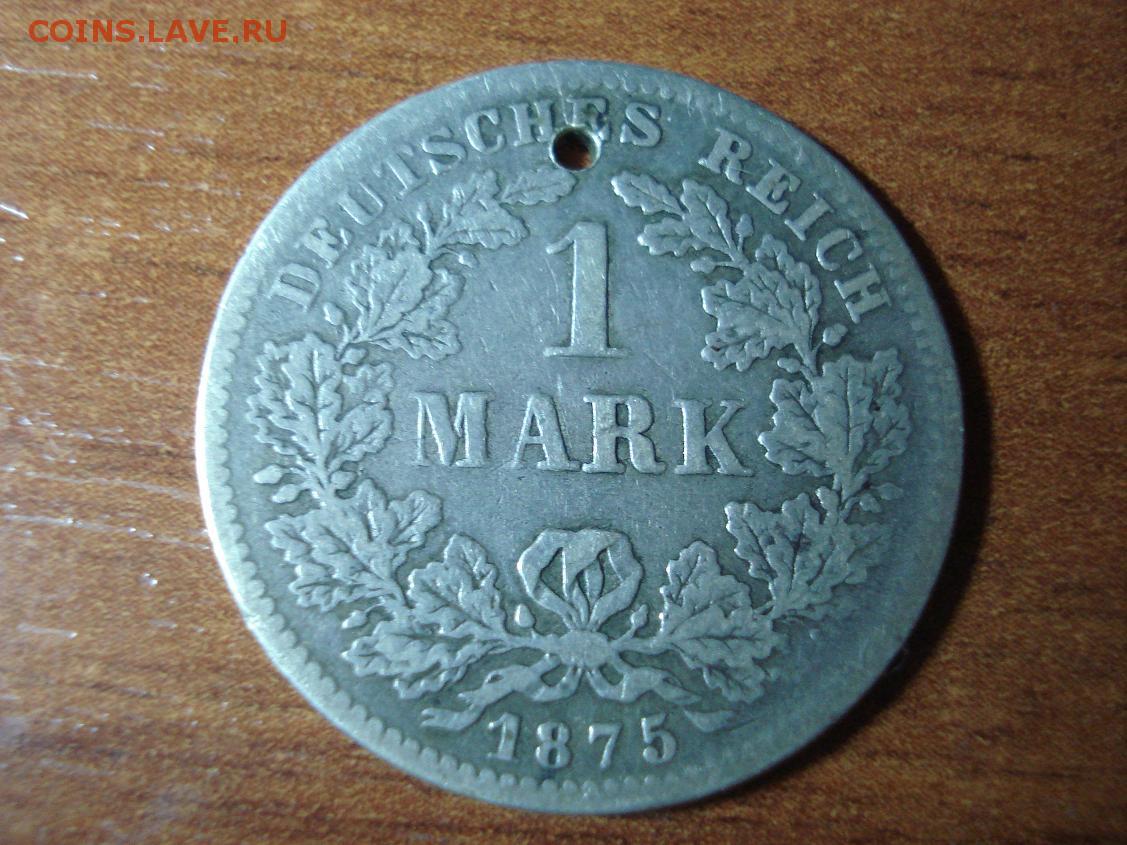 COINS.LAVE.RU
DEUTSCHES REICH
1
MARK
1875